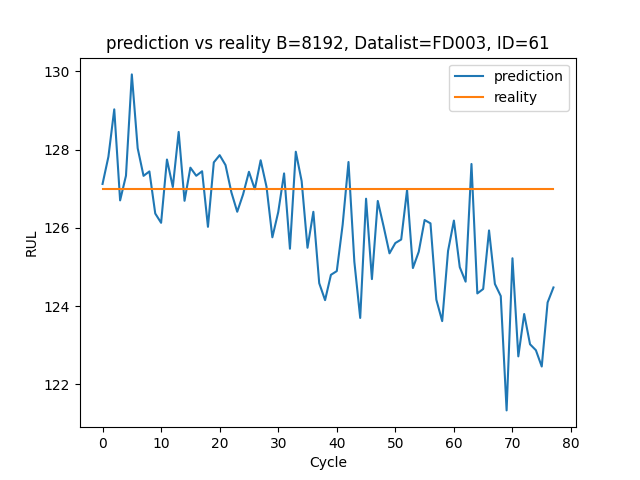 prediction vs reality B=8192, Datalist=FD003, ID=61
prediction
reality
130
128
126
124
122
RUL
0 10 20 30 40 50 60 70 80
Cycle